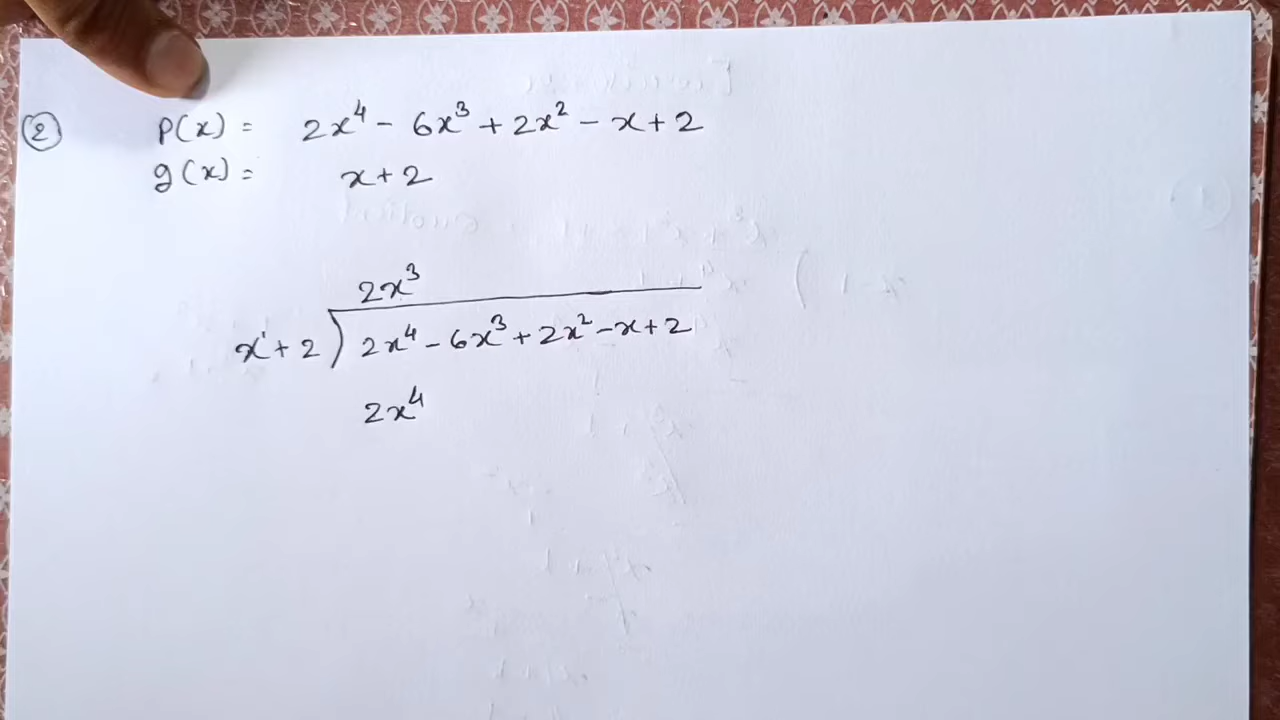 ② p(x) = 2x⁴ - 6x³ + 2x² - x + 2
g(x) = x + 2
2x³
x + 2 ) 2x⁴ - 6x³ + 2x² - x + 2
2x⁴